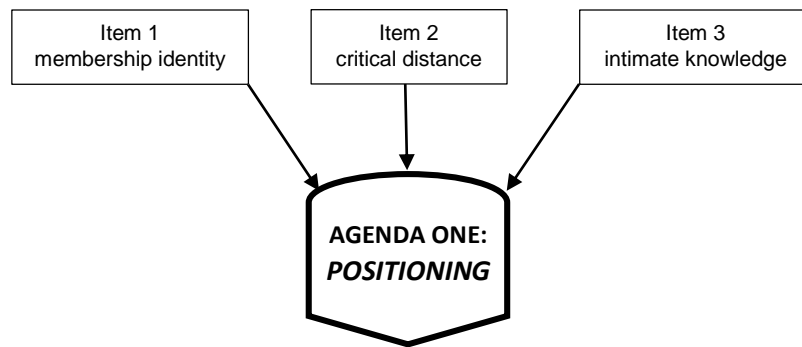 Item 1
membership identity
Item 2
critical distance
Item 3
intimate knowledge
AGENDA ONE:
POSITIONING